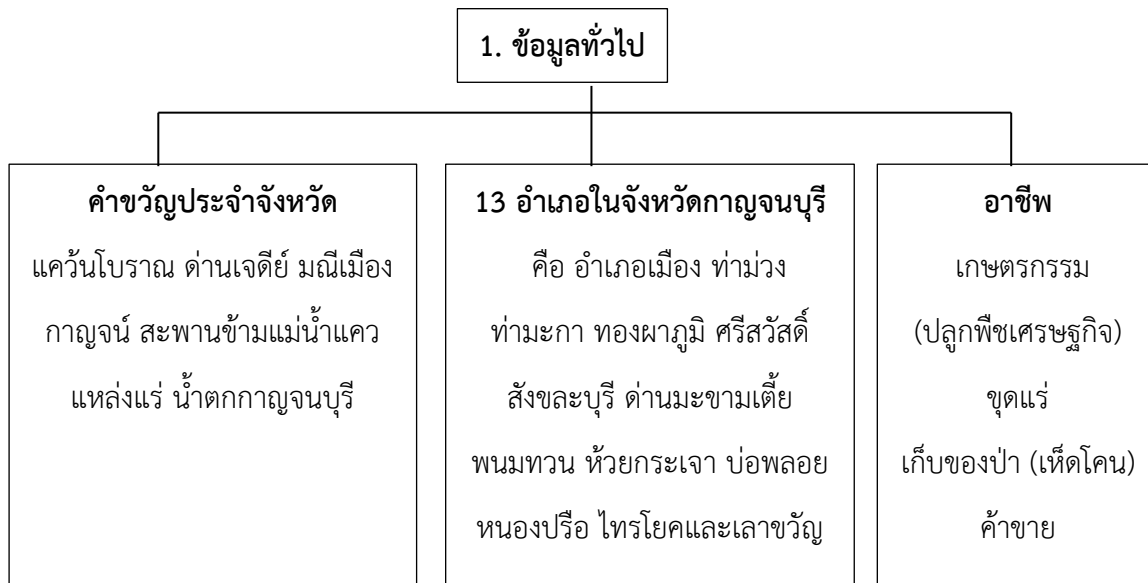 1. ข้อมูลทั่วไป
คำขวัญประจำจังหวัด
แคว้นโบราณ ด่านเจดีย์ มณีเมือง
กาญจน์ สะพานข้ามแม่น้ำแคว
แหล่งแร่ น้ำตกกาญจนบุรี
13 อำเภอในจังหวัดกาญจนบุรี
คือ อำเภอเมือง ท่าม่วง
ท่ามะกา ทองผาภูมิ ศรีสวัสดิ์
สังขละบุรี ด่านมะขามเตี้ย
พนมทวน ห้วยกระเจา บ่อพลอย
หนองปรือ ไทรโยคและเลาขวัญ
อาชีพ
เกษตรกรรม
(ปลูกพืชเศรษฐกิจ)
ขุดแร่
เก็บของป่า (เห็ดโคน)
ค้าขาย